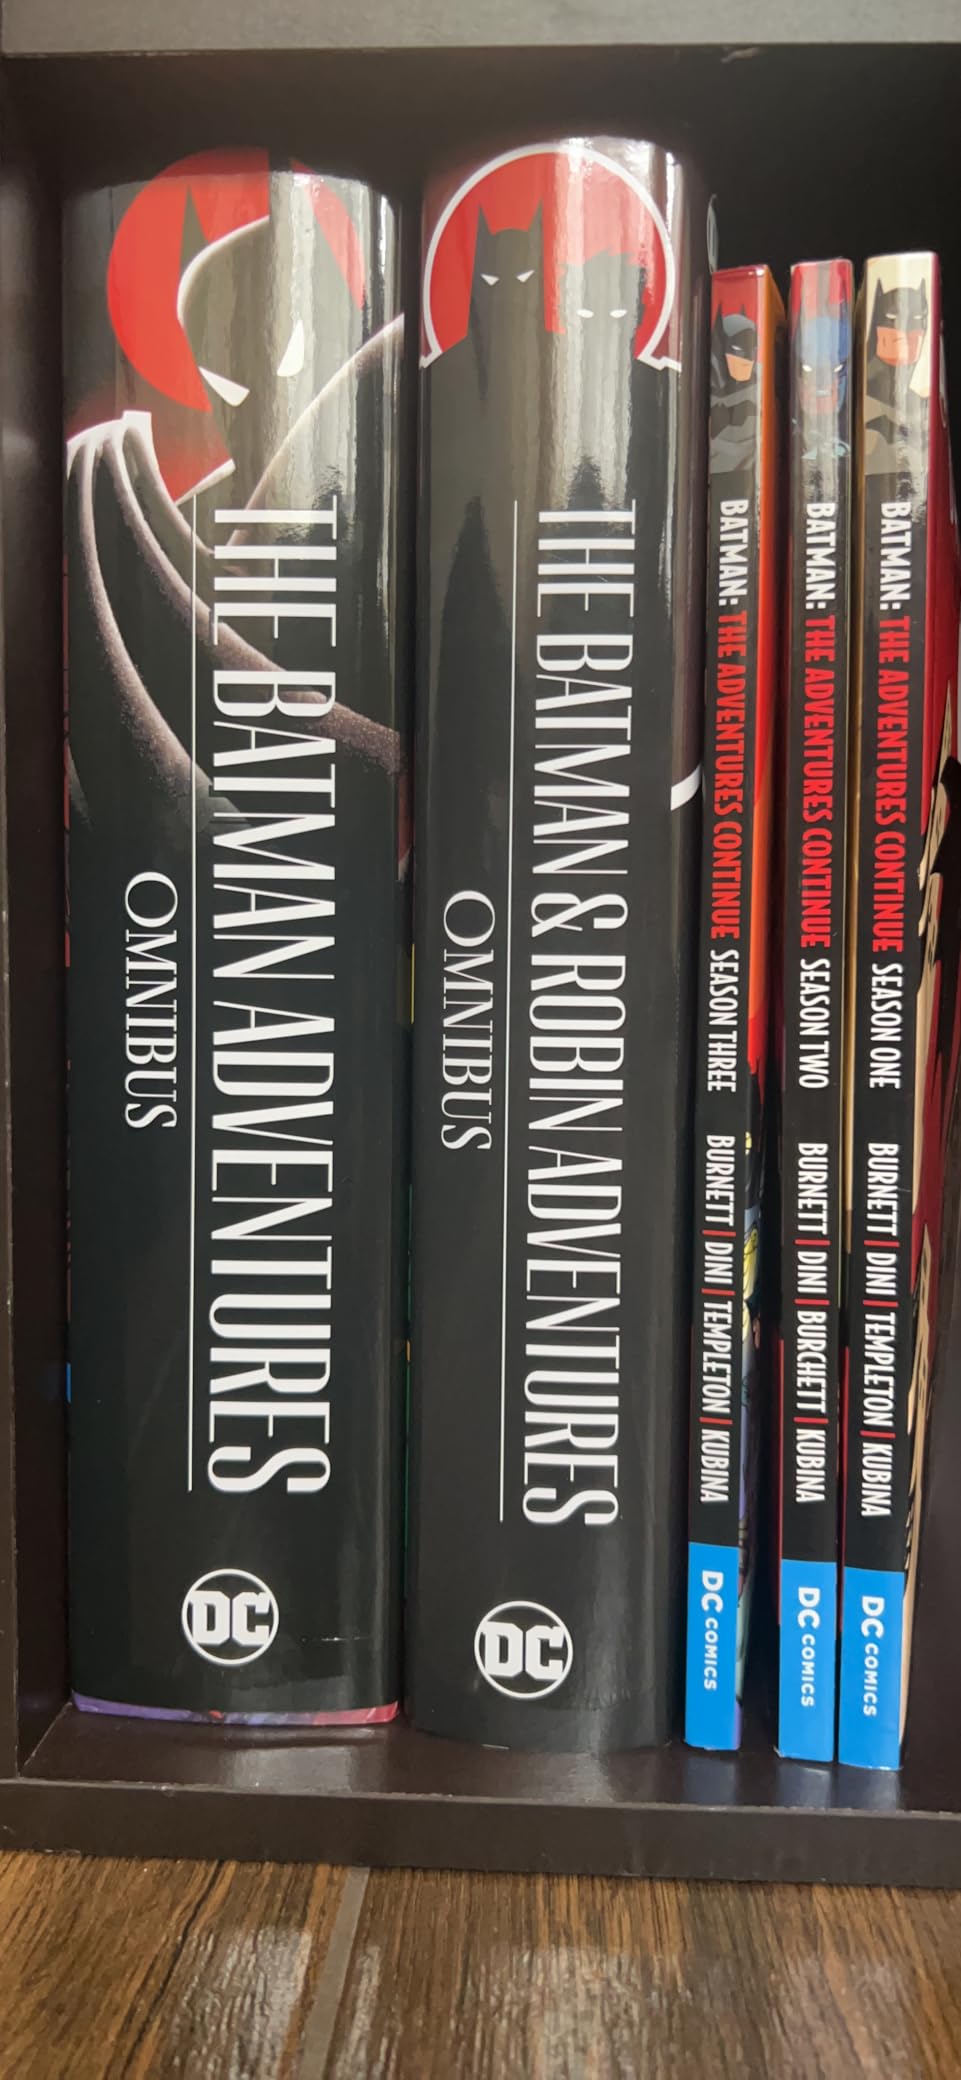 THE BATMAN ADVENTURES
OMNIBUS
DC
THE BATMAN & ROBIN ADVENTURES
OMNIBUS
DC
BATMAN: THE ADVENTURES CONTINUE SEASON THREE BURNETT | DINI | TEMPLETON | KUBINA DC COMICS
BATMAN: THE ADVENTURES CONTINUE SEASON TWO BURNETT | DINI | BURCHETT | KUBINA DC COMICS
BATMAN: THE ADVENTURES CONTINUE SEASON ONE BURNETT | DINI | TEMPLETON | KUBINA DC COMICS